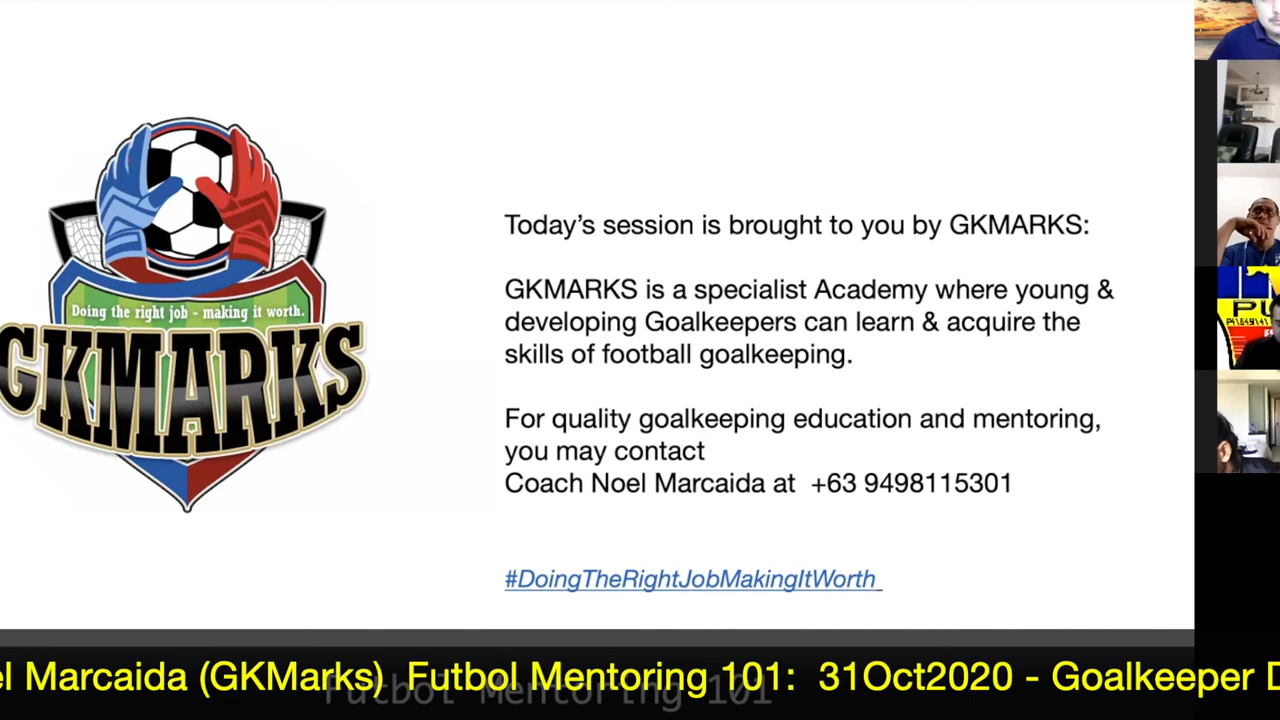 Doing the right job - making it worth.
GKMARKS
Today's session is brought to you by GKMARKS:
GKMARKS is a specialist Academy where young &
developing Goalkeepers can learn & acquire the
skills of football goalkeeping.
For quality goalkeeping education and mentoring,
you may contact
Coach Noel Marcaida at +63 9498115301
#DoingTheRightJobMakingItWorth
el Marcaida (GKMarks) Futbol Mentoring 101: 31Oct2020 - Goalkeeper D
Futbol Mentoring 101